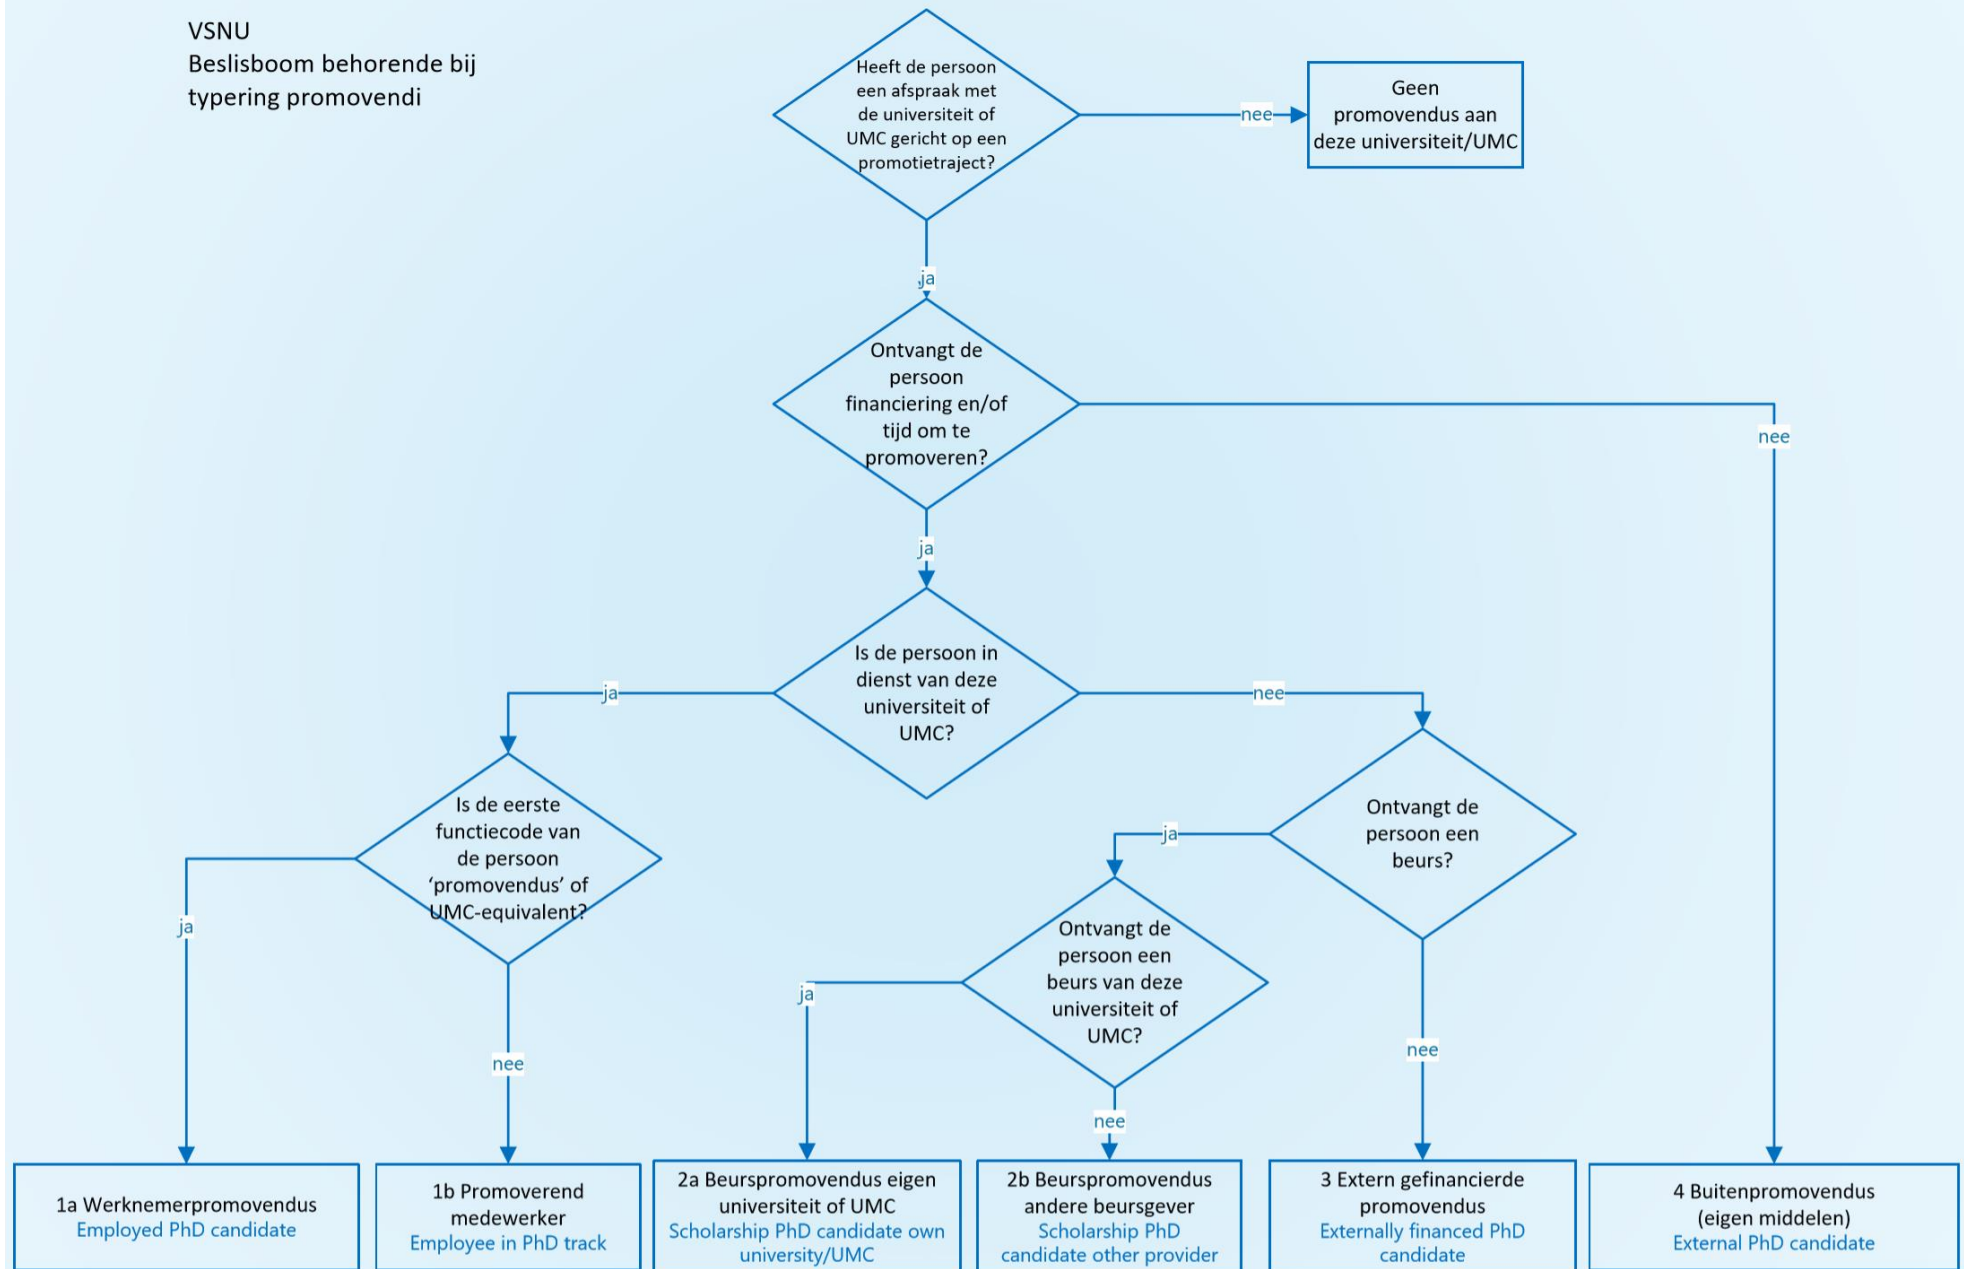 VSNU
Beslisboom behorende bij
typering promovendi
Heeft de persoon
een afspraak met
de universiteit of
UMC gericht op een
promotietraject?
nee
Geen
promovendus aan
deze universiteit/UMC
ja
Ontvangt de
persoon
financiering en/of
tijd om te
promoveren?
nee
ja
Is de persoon in
dienst van deze
universiteit of
UMC?
ja
nee
Is de eerste
functiecode van
de persoon
‘promovendus’ of
UMC-equivalent?
Ontvangt de
persoon een
beurs?
ja
ja
Ontvangt de
persoon een
beurs van deze
universiteit of
UMC?
ja
nee
nee
nee
1a Werknemerpromovendus
Employed PhD candidate
1b Promoverend
medewerker
Employee in PhD track
2a Beurspromovendus eigen
universiteit of UMC
Scholarship PhD candidate own
university/UMC
2b Beurspromovendus
andere beursgever
Scholarship PhD
candidate other provider
3 Extern gefinancierde
promovendus
Externally financed PhD
candidate
4 Buitenpromovendus
(eigen middelen)
External PhD candidate